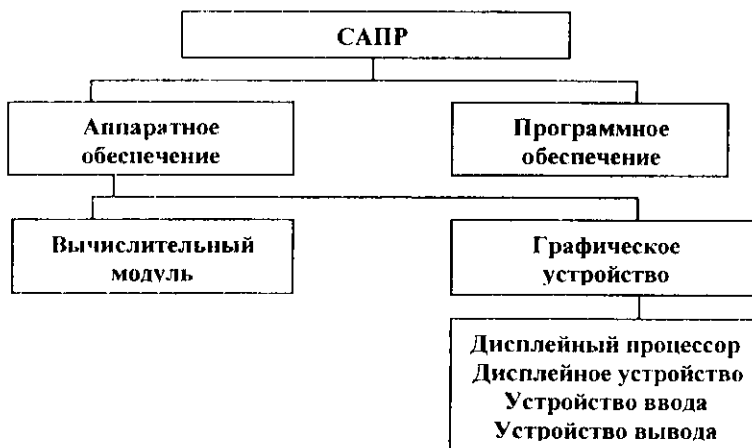 САПР
Аппаратное
обеспечение
Программное
обеспечение
Вычислительный
модуль
Графическое
устройство
Дисплейный процессор
Дисплейное устройство
Устройство ввода
Устройство вывода